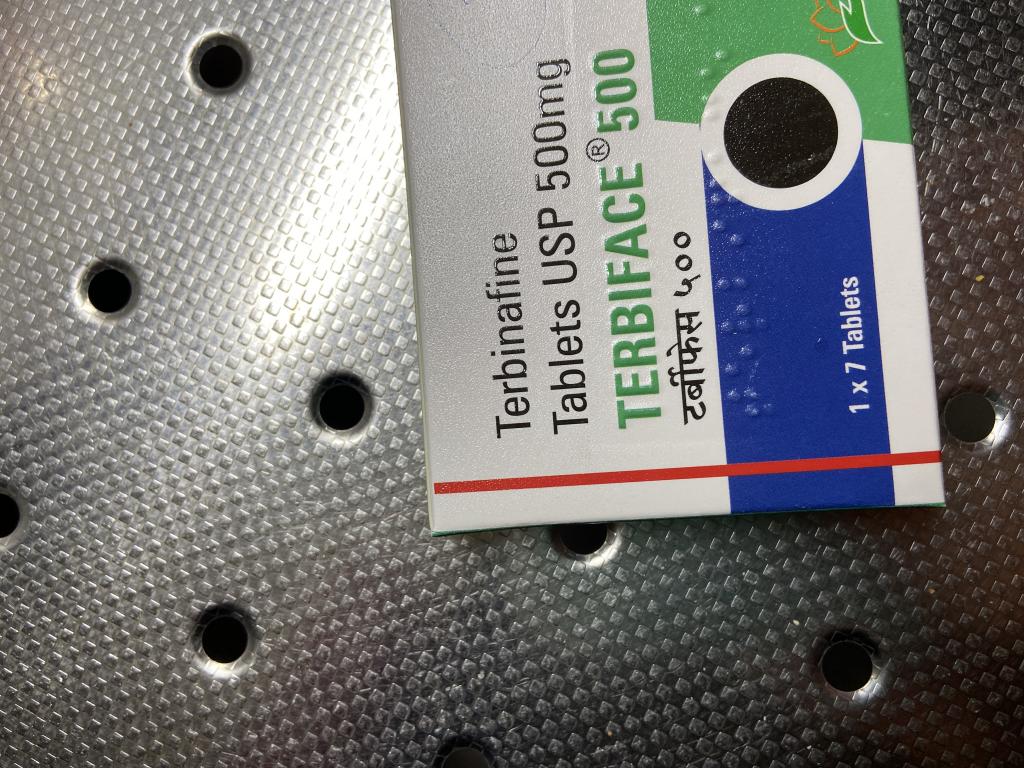 Terbinafine
Tablets USP 500mg
TERBIFACE® 500
टर्बीफेस ५००
1 x 7 Tablets